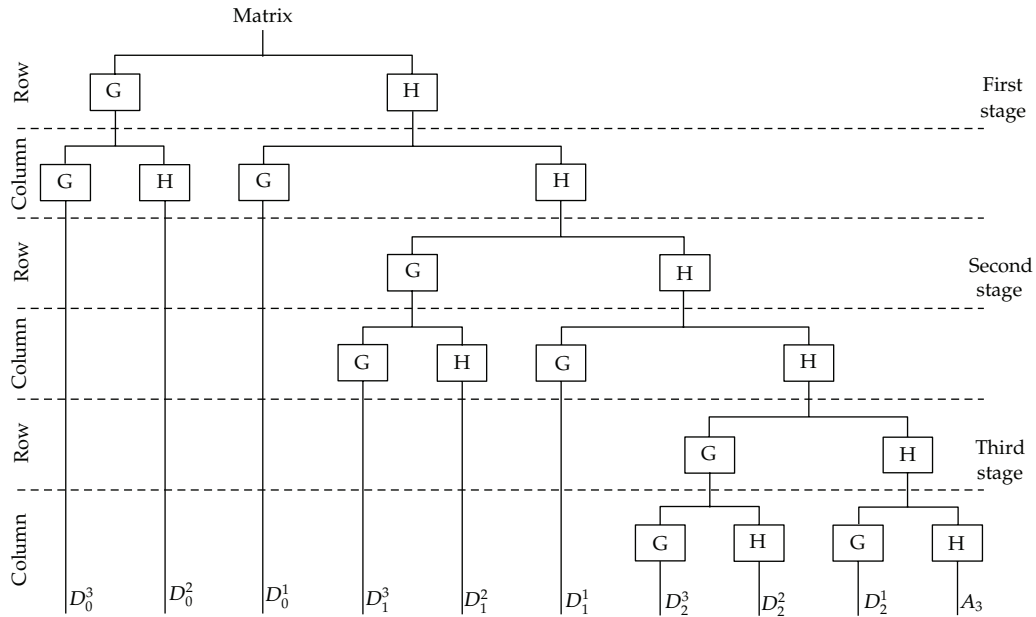 Matrix
Row
G
H
First
stage
Column
G
H
G
H
Row
G
H
Second
stage
Column
G
H
G
H
Row
G
H
Third
stage
Column
G
H
G
H
D_0^3
D_0^2
D_0^1
D_1^3
D_1^2
D_1^1
D_2^3
D_2^2
D_2^1
A_3